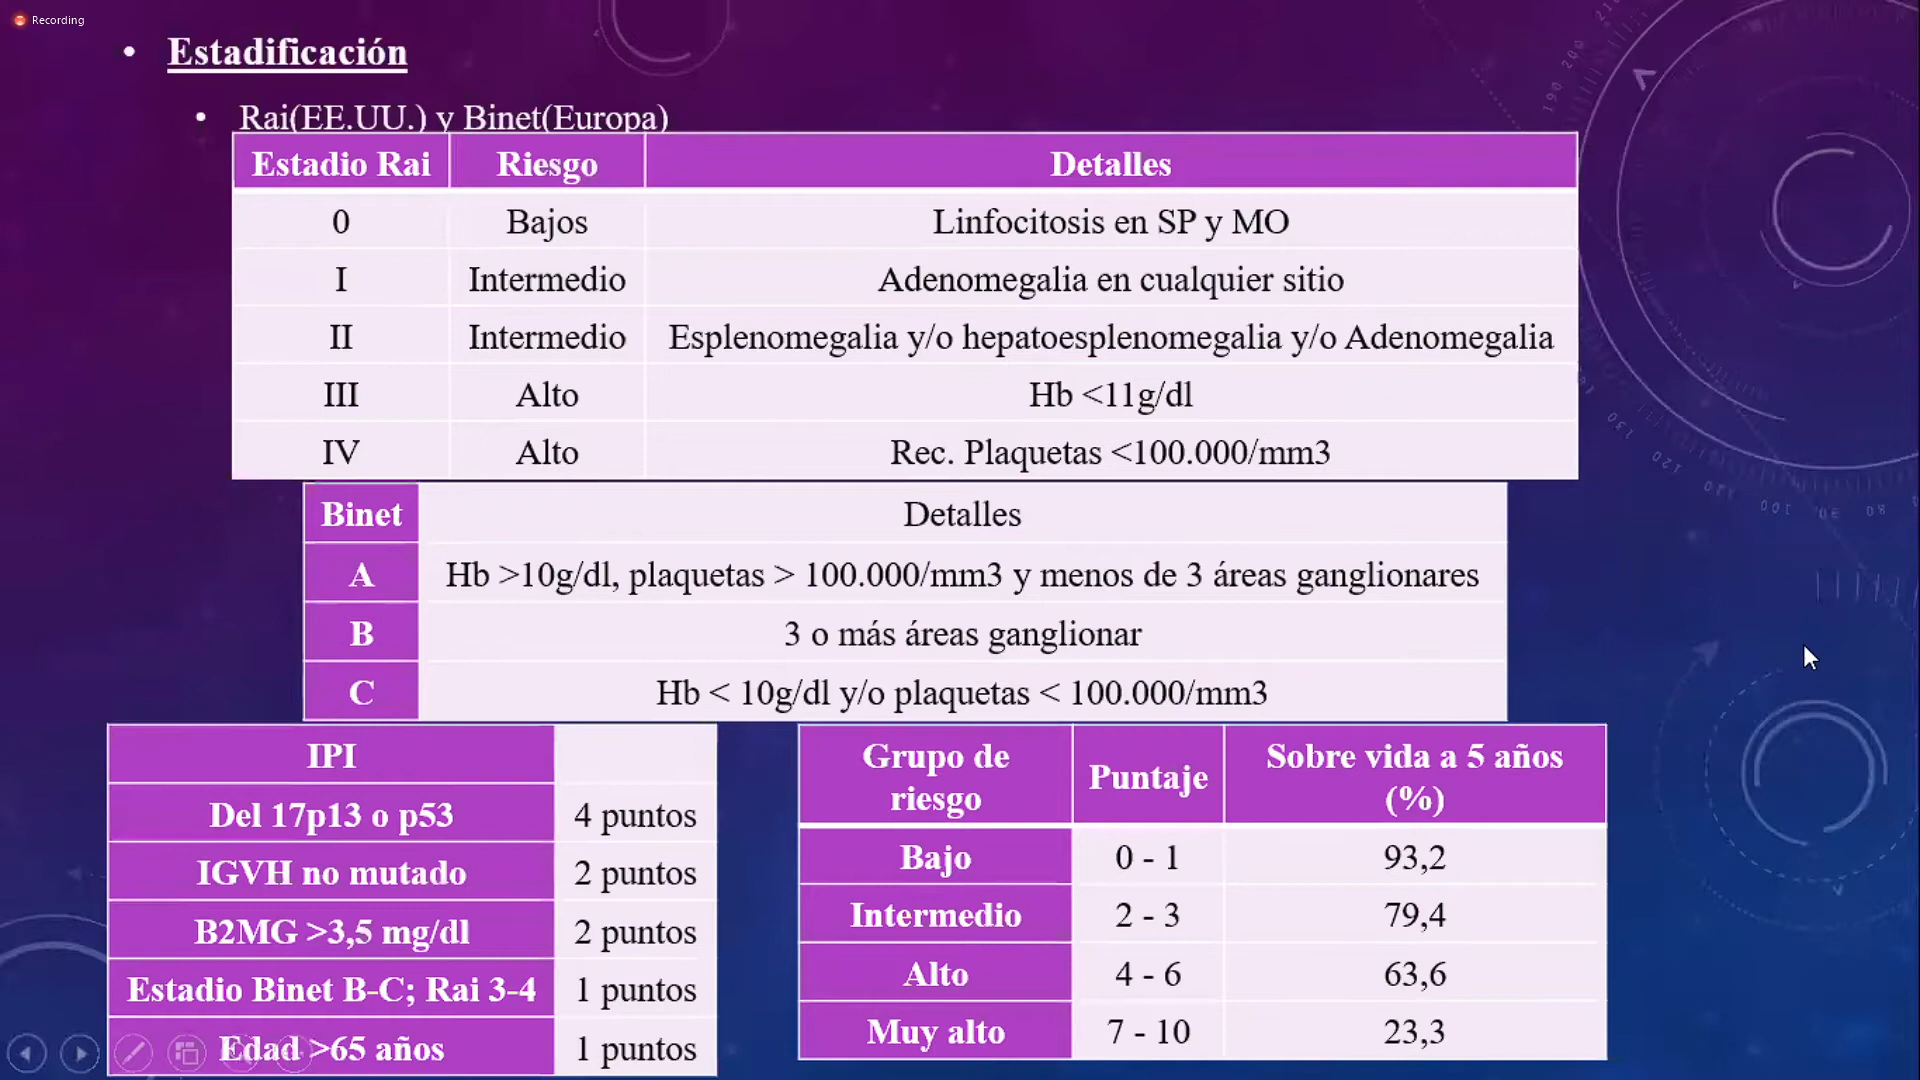 Recording
• Estadificación
• Rai(EE.UU.) y Binet(Europa)
Estadio Rai Riesgo Detalles
0 Bajos Linfocitosis en SP y MO
I Intermedio Adenomegalia en cualquier sitio
II Intermedio Esplenomegalia y/o hepatoesplenomegalia y/o Adenomegalia
III Alto Hb <11g/dl
IV Alto Rec. Plaquetas <100.000/mm3
Binet Detalles
A Hb >10g/dl, plaquetas > 100.000/mm3 y menos de 3 áreas ganglionares
B 3 o más áreas ganglionar
C Hb < 10g/dl y/o plaquetas < 100.000/mm3
IPI
Del 17p13 o p53 4 puntos
IGVH no mutado 2 puntos
B2MG >3,5 mg/dl 2 puntos
Estadio Binet B-C; Rai 3-4 1 puntos
Edad >65 años 1 puntos
Grupo de riesgo Puntaje Sobre vida a 5 años (%)
Bajo 0 - 1 93,2
Intermedio 2 - 3 79,4
Alto 4 - 6 63,6
Muy alto 7 - 10 23,3